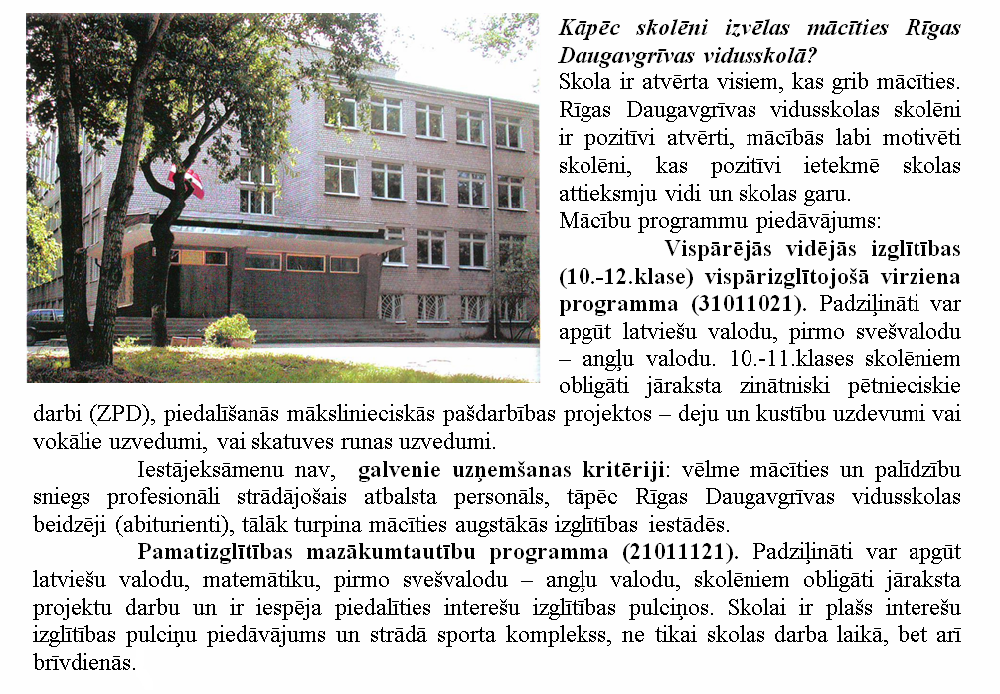 Kāpēc skolēni izvēlas mācīties Rīgas
Daugavgrīvas vidusskolā?
Skola ir atvērta visiem, kas grib mācīties.
Rīgas Daugavgrīvas vidusskolas skolēni
ir pozitīvi atvērti, mācībās labi motivēti
skolēni, kas pozitīvi ietekmē skolas
attieksmju vidi un skolas garu.
Mācību programmu piedāvājums:
Vispārējās vidējās izglītības
(10.-12.klase) vispārizglītojošā virziena
programma (31011021). Padziļināti var
apgūt latviešu valodu, pirmo svešvalodu
– angļu valodu. 10.-11.klases skolēniem
obligāti jāraksta zinātniski pētnieciskie
darbi (ZPD), piedalīšanās mākslinieciskās pašdarbības projektos – deju un kustību uzdevumi vai
vokālie uzvedumi, vai skatuves runas uzvedumi.
Iestājeksāmenu nav, galvenie uzņemšanas kritēriji: vēlme mācīties un palīdzību
sniegs profesionāli strādājošais atbalsta personāls, tāpēc Rīgas Daugavgrīvas vidusskolas
beidzēji (abiturienti), tālāk turpina mācīties augstākās izglītības iestādēs.
Pamatizglītības mazākumtautību programma (21011121). Padziļināti var apgūt
latviešu valodu, matemātiku, pirmo svešvalodu – angļu valodu, skolēniem obligāti jāraksta
projektu darbu un ir iespēja piedalīties interešu izglītības pulciņos. Skolai ir plašs interešu
izglītības pulciņu piedāvājums un strādā sporta komplekss, ne tikai skolas darba laikā, bet arī
brīvdienās.